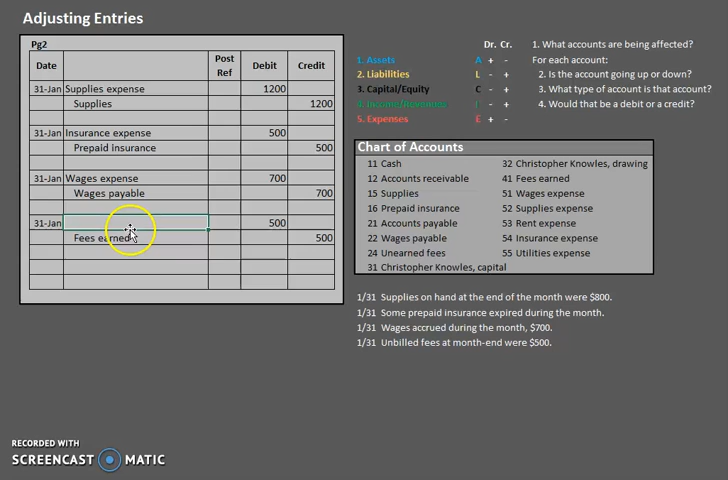 Adjusting Entries
Pg2
Date Post Ref Debit Credit
31-Jan Supplies expense 1200
Supplies 1200
31-Jan Insurance expense 500
Prepaid insurance 500
31-Jan Wages expense 700
Wages payable 700
31-Jan 500
Fees earned 500
Dr. Cr.
1. Assets A + -
2. Liabilities L - +
3. Capital/Equity C - +
4. Income/Revenues I - +
5. Expenses E + -
1. What accounts are being affected?
For each account:
2. Is the account going up or down?
3. What type of account is that account?
4. Would that be a debit or a credit?
Chart of Accounts
11 Cash
12 Accounts receivable
15 Supplies
16 Prepaid insurance
21 Accounts payable
22 Wages payable
24 Unearned fees
31 Christopher Knowles, capital
32 Christopher Knowles, drawing
41 Fees earned
51 Wages expense
52 Supplies expense
53 Rent expense
54 Insurance expense
55 Utilities expense
1/31 Supplies on hand at the end of the month were $800.
1/31 Some prepaid insurance expired during the month.
1/31 Wages accrued during the month, $700.
1/31 Unbilled fees at month-end were $500.
RECORDED WITH
SCREENCAST MATIC